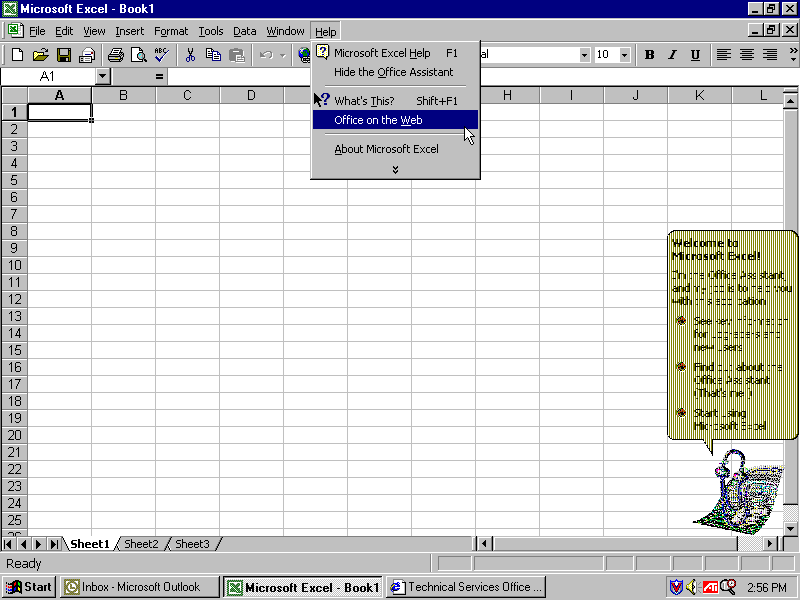 Microsoft Excel - Book1
File Edit View Insert Format Tools Data Window Help
10 B I U
A1 =
Microsoft Excel Help F1
Hide the Office Assistant
What's This? Shift+F1
Office on the Web
About Microsoft Excel
A B C D H I J K L
1
2
3
4
5
6
7
8
9
10
11
12
13
14
15
16
17
18
19
20
21
22
23
24
25
Welcome to
Microsoft Excel!
I'm the Office Assistant,
and my job is to help you
with this application.
See key information
for upgraders and
new users
Find out about the
Office Assistant
(That's me!)
Start using
Microsoft Excel
Sheet1 Sheet2 Sheet3
Ready
Start Inbox - Microsoft Outlook Microsoft Excel - Book1 Technical Services Office ... ATI 2:56 PM